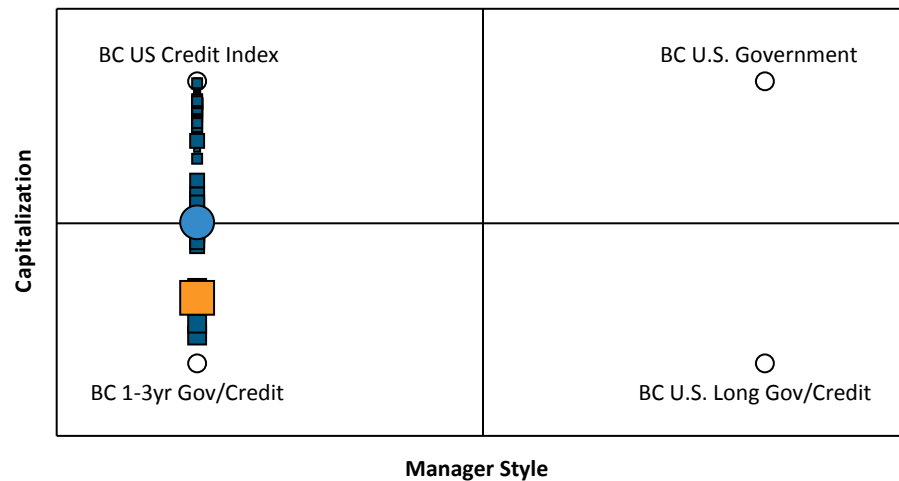 BC US Credit Index
BC U.S. Government
Capitalization
BC 1-3yr Gov/Credit
BC U.S. Long Gov/Credit
Manager Style